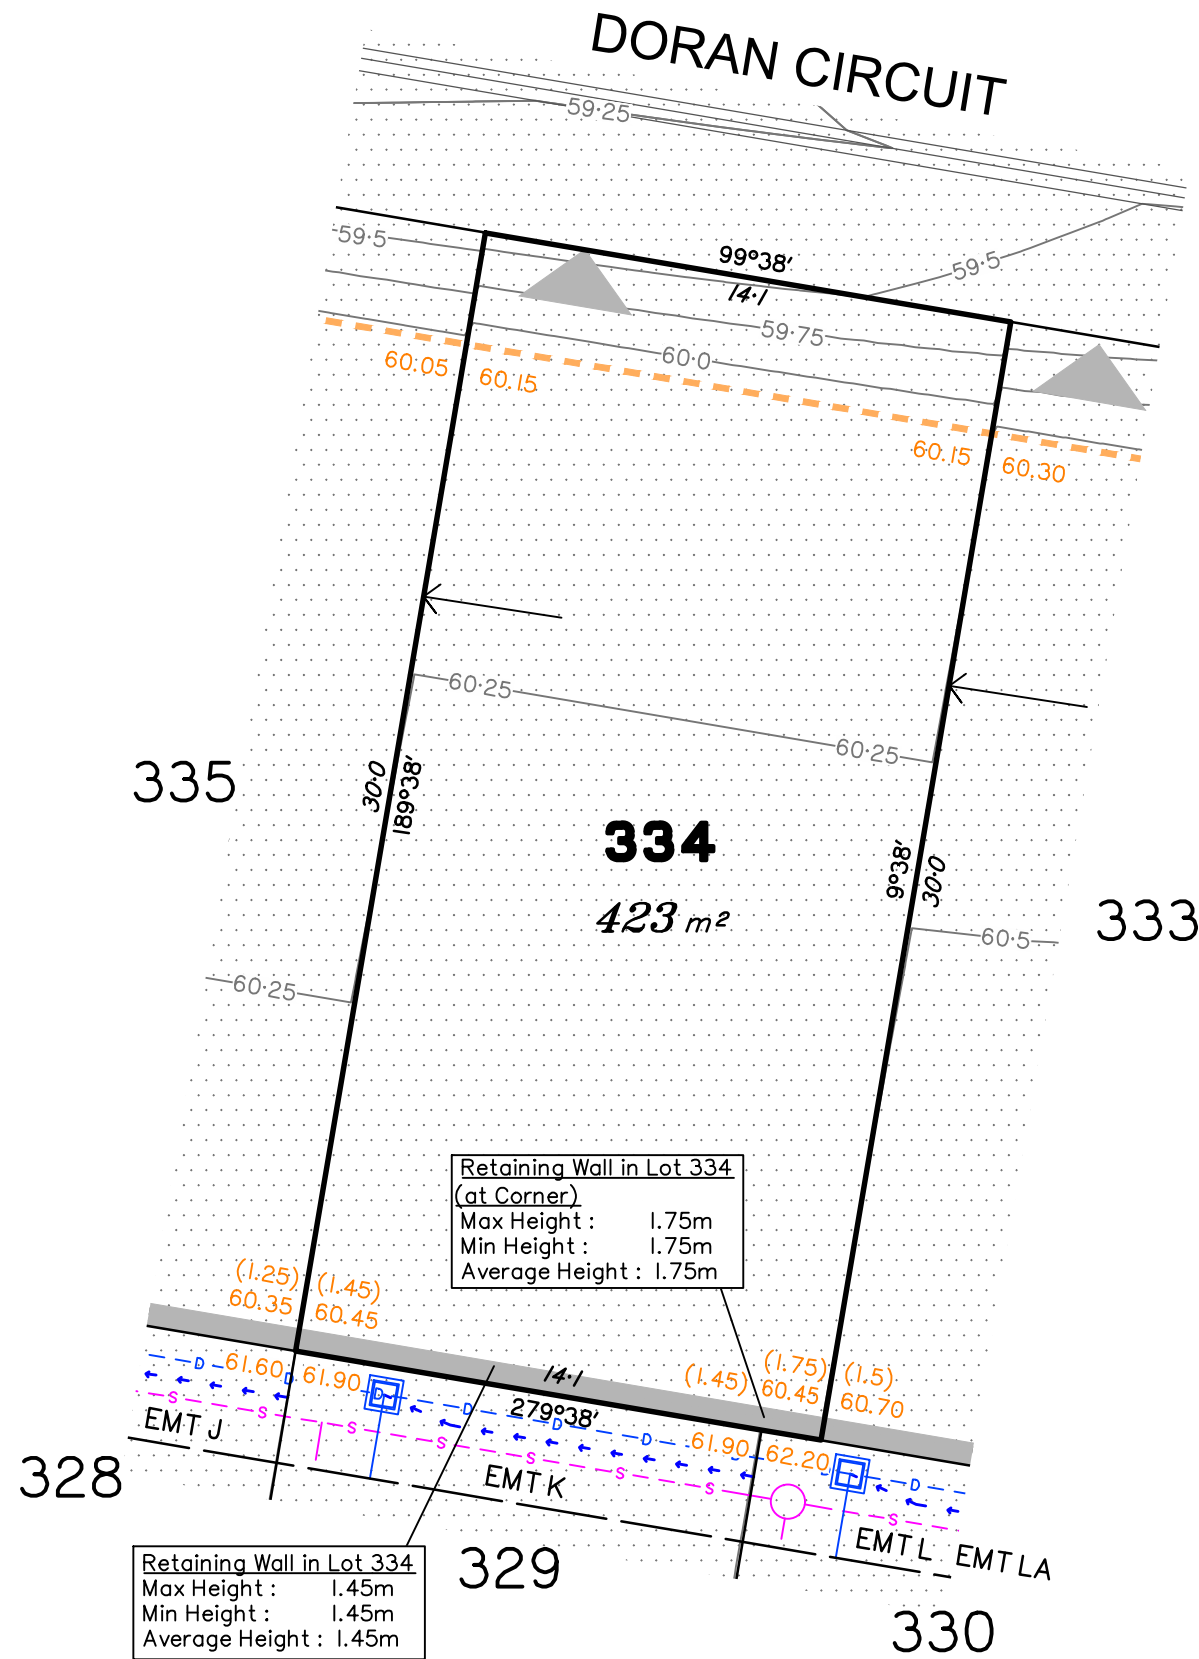 DORAN CIRCUIT
59·25
59·5
99°38'
59·5
14·1
59·75
60·0
60.05
60.15
60.15
60.30
60·25
60·25
335
30·0
189°38'
334
9°38'
30·0
423 m²
333
60·5
60·25
Retaining Wall in Lot 334
(at Corner)
Max Height : 1.75m
Min Height : 1.75m
Average Height : 1.75m
(1.25) (1.45)
60.35 60.45
(1.45) (1.75) (1.5)
60.45 60.70
14·1
279°38'
D 61.60 D 61.90 D D D D 61.90 62.20 D
S S S S S S S
EMT J
EMT K
EMT L EMT LA
328
329
330
Retaining Wall in Lot 334
Max Height : 1.45m
Min Height : 1.45m
Average Height : 1.45m